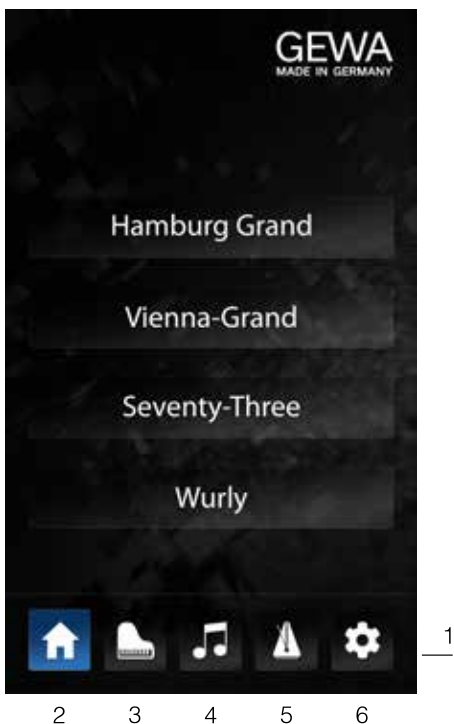 GEWA
MADE IN GERMANY
Hamburg Grand
Vienna-Grand
Seventy-Three
Wurly
1
2 3 4 5 6